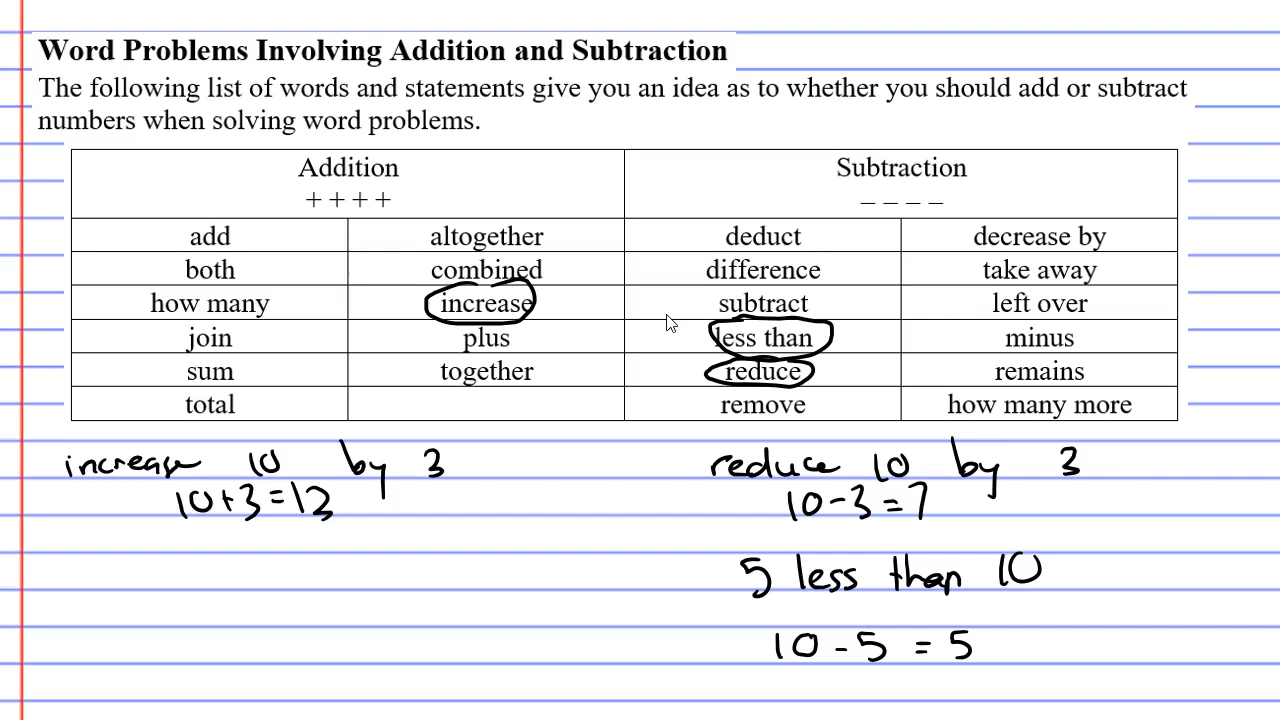 Word Problems Involving Addition and Subtraction
The following list of words and statements give you an idea as to whether you should add or subtract
numbers when solving word problems.
Addition Subtraction
++++ – – – –
add altogether deduct decrease by
both combined difference take away
how many increase subtract left over
join plus less than minus
sum together reduce remains
total remove how many more
increase 10 by 3 reduce 10 by 3
10+3=13 10-3=7
5 less than 10
10-5=5